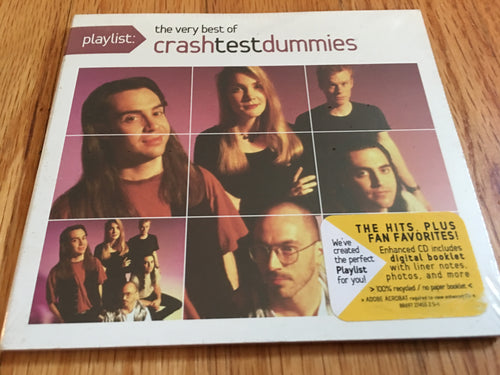 playlist:
the very best of
crashtestdummies
We've
created
the perfect
Playlist
for you!
THE HITS, PLUS
FAN FAVORITES!
Enhanced CD includes
digital booklet
with liner notes,
photos, and more
> 100% recycled / no paper booklet <
+ ADOBE ACROBAT required to view